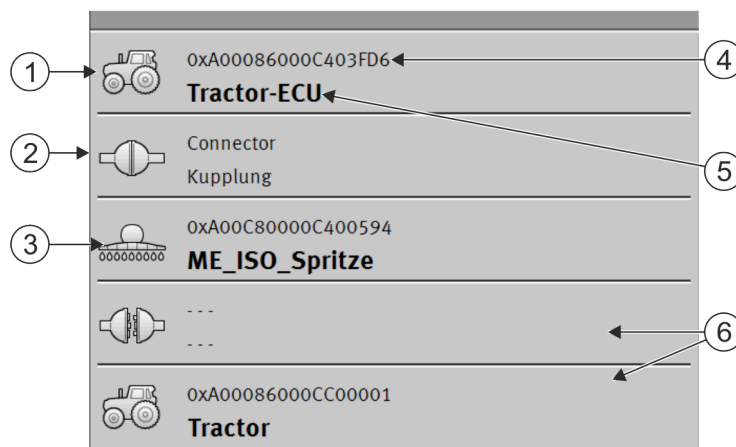 0xA00086000C403FD6
Tractor-ECU
Connector
Kupplung
0xA00C80000C400594
ME_ISO_Spritze
- - -
- - -
0xA00086000CC00001
Tractor
1
2
3
4
5
6